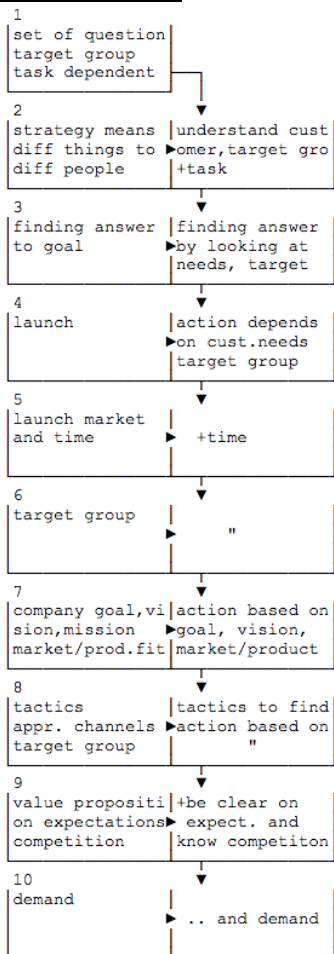 1
set of question
target group
task dependent
2
strategy means understand cust
diff things to omer,target gro
diff people +task
3
finding answer finding answer
to goal by looking at
needs, target
4
launch action depends
on cust.needs
target group
5
launch market
and time +time
6
target group
"
7
company goal,vi action based on
sion,mission goal, vision,
market/prod.fit market/product
8
tactics tactics to find
appr. channels action based on
target group "
9
value propositi +be clear on
on expectations expect. and
competition know competiton
10
demand
.. and demand